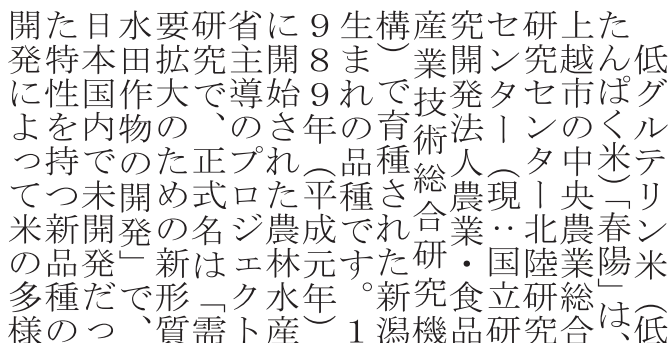 低グルテリン米（低
たんぱく米）「春陽」は、
上越市の中央農業総合
研究センター北陸研究
センター（現：国立研
究開発法人農業・食品
産業技術総合研究機
構）で育種された新潟
生まれの品種です。1
989年（平成元年）
に開始された農林水産
省主導のプロジェクト
研究で、正式名は「需
要拡大のための新形質
水田作物の開発」で、
日本国内で未開発だっ
た特性を持つ新品種の
開発によって米の多様